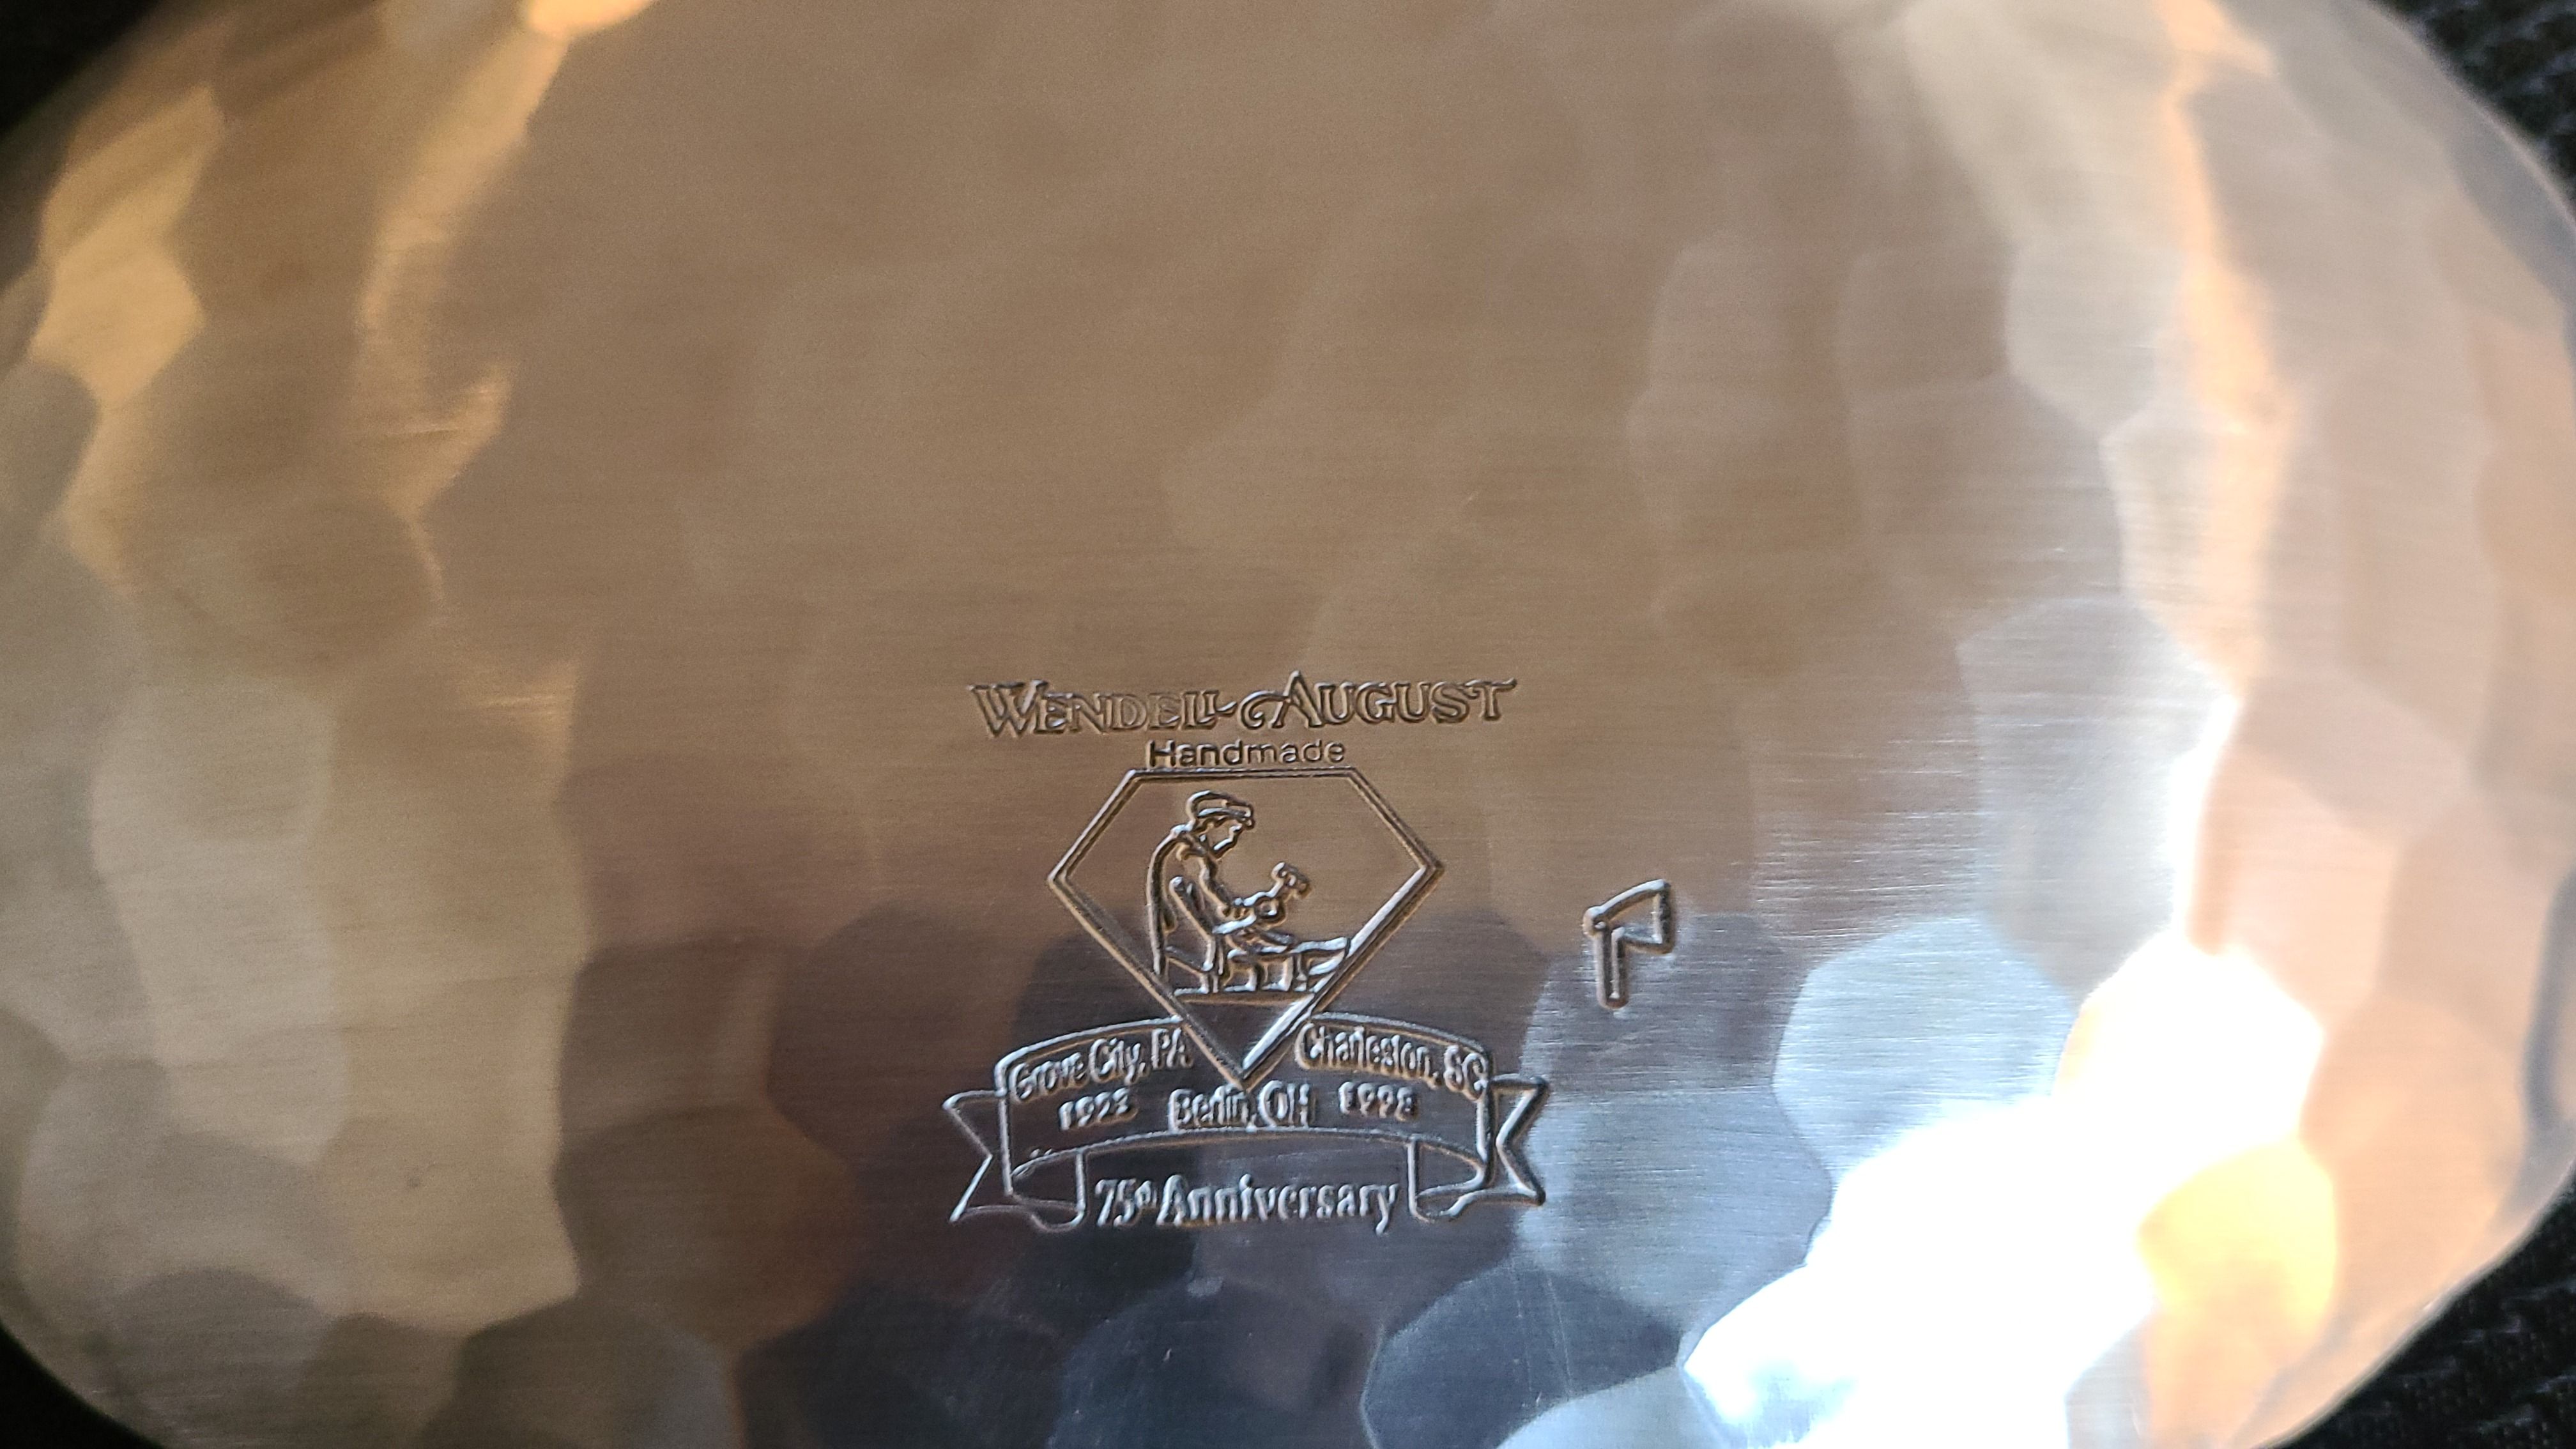 WENDELL AUGUST
Handmade
Grove City, PA Charleston, SC
1923 Berlin, OH 1998
75th Anniversary